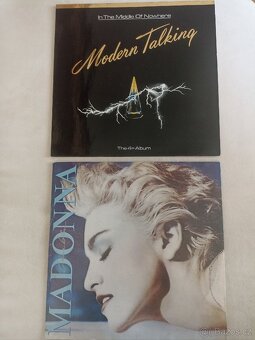 In The Middle Of Nowhere
Modern Talking
The 4th Album
MADONNA